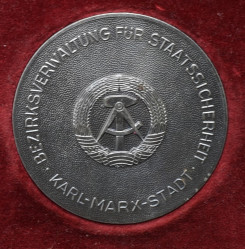 BEZIRKSVERWALTUNG FÜR STAATSSICHERHEIT
· KARL-MARX-STADT ·